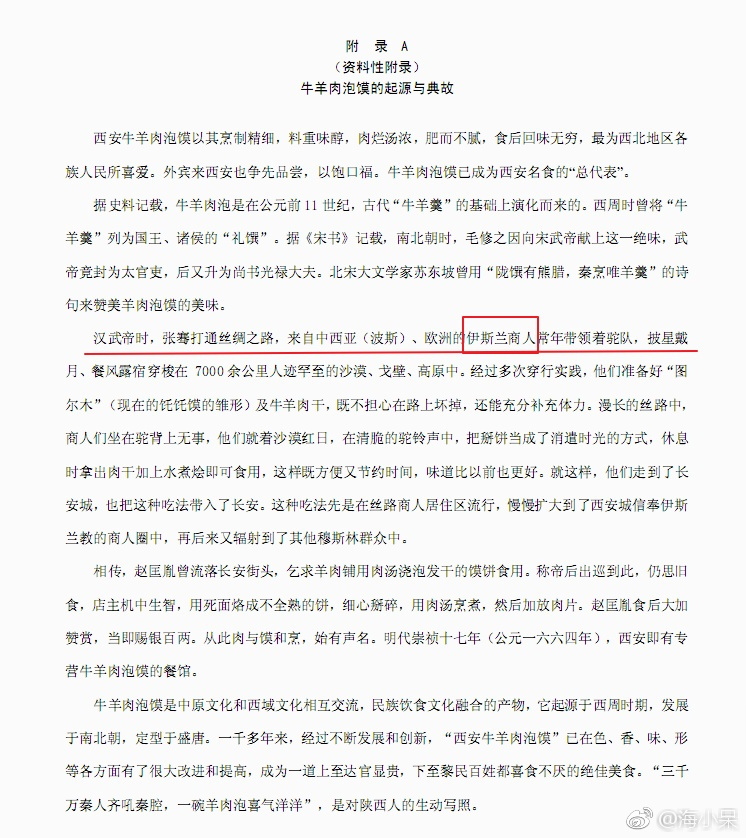 附 录 A
（资料性附录）
牛羊肉泡馍的起源与典故
西安牛羊肉泡馍以其烹制精细，料重味醇，肉烂汤浓，肥而不腻，食后回味无穷，最为西北地区各
族人民所喜爱。外宾来西安也争先品尝，以饱口福。牛羊肉泡馍已成为西安名食的“总代表”。
据史料记载，牛羊肉泡是在公元前 11 世纪，古代“牛羊羹”的基础上演化而来的。西周时曾将“牛
羊羹”列为国王、诸侯的“礼馔”。据《宋书》记载，南北朝时，毛修之因向宋武帝献上这一绝味，武
帝竟封为太官吏，后又升为尚书光禄大夫。北宋大文学家苏东坡曾用“陇馔有熊腊，秦烹唯羊羹”的诗
句来赞美羊肉泡馍的美味。
汉武帝时，张骞打通丝绸之路，来自中西亚（波斯）、欧洲的伊斯兰商人常年带领着驼队，披星戴
月、餐风露宿穿梭在 7000 余公里人迹罕至的沙漠、戈壁、高原中。经过多次穿行实践，他们准备好“图
尔木”（现在的饦饦馍的雏形）及牛羊肉干，既不担心在路上坏掉，还能充分补充体力。漫长的丝路中，
商人们坐在驼背上无事，他们就着沙漠红日，在清脆的驼铃声中，把掰饼当成了消遣时光的方式，休息
时拿出肉干加上水煮烩即可食用，这样既方便又节约时间，味道比以前也更好。就这样，他们走到了长
安城，也把这种吃法带入了长安。这种吃法先是在丝路商人居住区流行，慢慢扩大到了西安城信奉伊斯
兰教的商人圈中，再后来又辐射到了其他穆斯林群众中。
相传，赵匡胤曾流落长安街头，乞求羊肉铺用肉汤浇泡发干的馍饼食用。称帝后出巡到此，仍思旧
食，店主机中生智，用死面烙成不全熟的饼，细心掰碎，用肉汤烹煮，然后加放肉片。赵匡胤食后大加
赞赏，当即赐银百两。从此肉与馍和烹，始有声名。明代崇祯十七年（公元一六六四年），西安即有专
营牛羊肉泡馍的餐馆。
牛羊肉泡馍是中原文化和西域文化相互交流，民族饮食文化融合的产物，它起源于西周时期，发展
于南北朝，定型于盛唐。一千多年来，经过不断发展和创新，“西安牛羊肉泡馍”已在色、香、味、形
等各方面有了很大改进和提高，成为一道上至达官显贵，下至黎民百姓都喜食不厌的绝佳美食。“三千
万秦人齐吼秦腔，一碗羊肉泡喜气洋洋”，是对陕西人的生动写照。
@海小杲